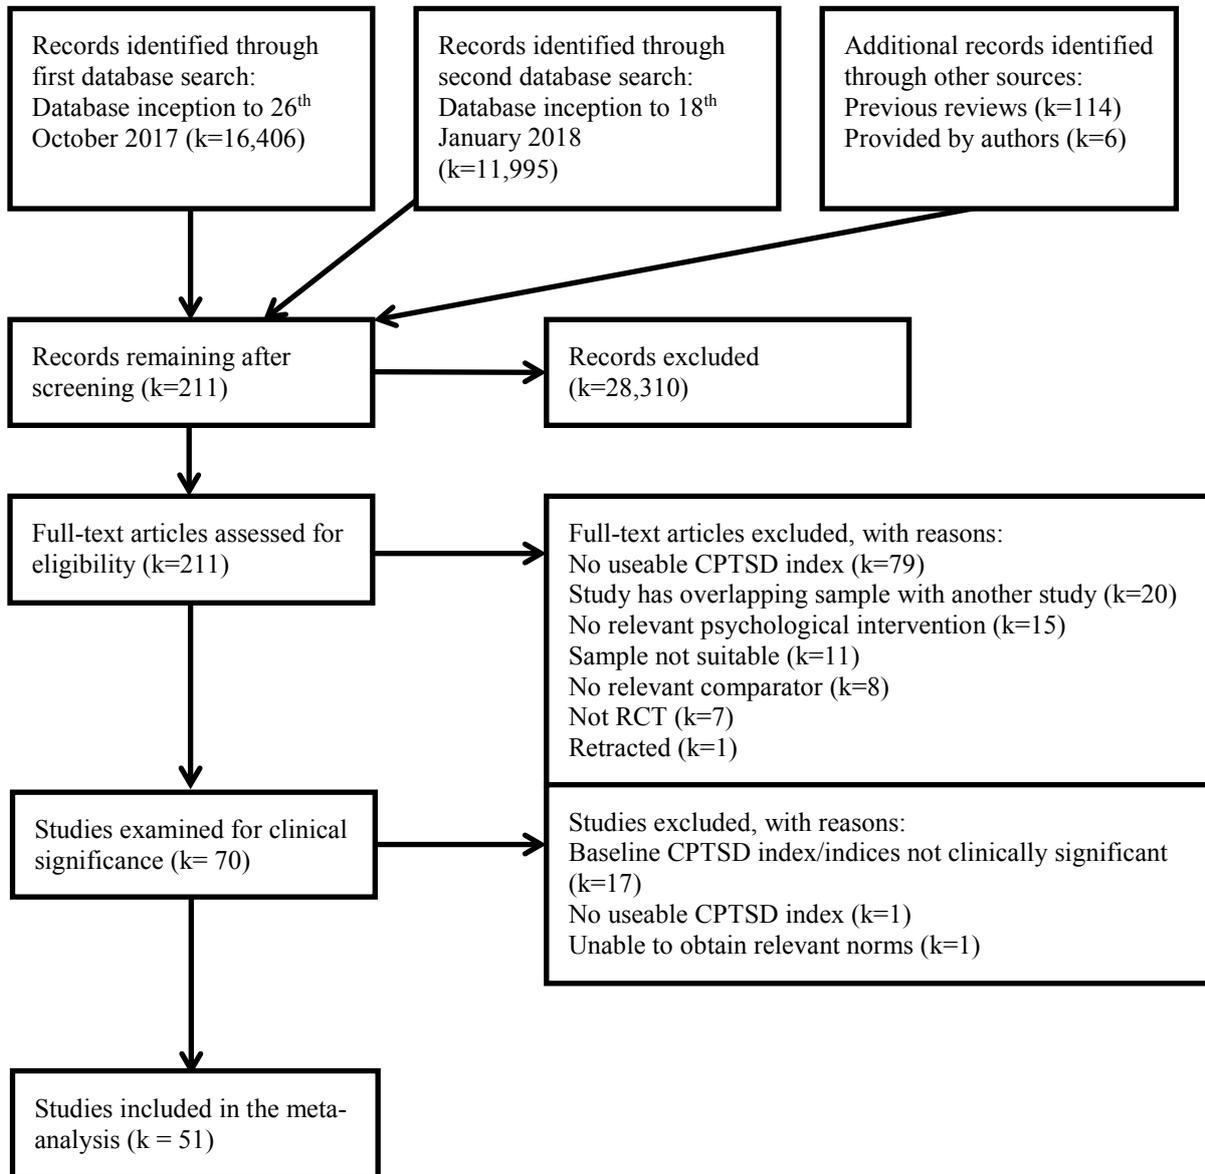 Records identified through
first database search:
Database inception to 26th
October 2017 (k=16,406)
Records identified through
second database search:
Database inception to 18th
January 2018
(k=11,995)
Additional records identified
through other sources:
Previous reviews (k=114)
Provided by authors (k=6)
Records remaining after
screening (k=211)
Records excluded
(k=28,310)
Full-text articles assessed for
eligibility (k=211)
Full-text articles excluded, with reasons:
No useable CPTSD index (k=79)
Study has overlapping sample with another study (k=20)
No relevant psychological intervention (k=15)
Sample not suitable (k=11)
No relevant comparator (k=8)
Not RCT (k=7)
Retracted (k=1)
Studies examined for clinical
significance (k= 70)
Studies excluded, with reasons:
Baseline CPTSD index/indices not clinically significant
(k=17)
No useable CPTSD index (k=1)
Unable to obtain relevant norms (k=1)
Studies included in the meta-
analysis (k = 51)